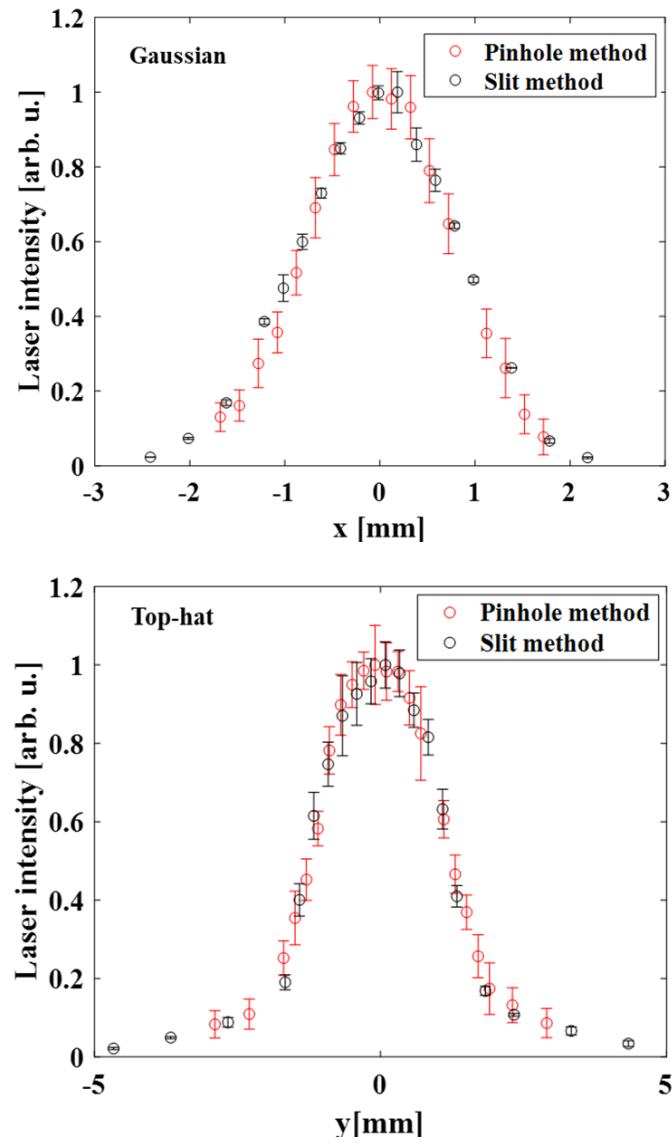 1.2
Gaussian
Pinhole method
Slit method
1
0.8
0.6
0.4
0.2
0
Laser intensity [arb. u.]
-3 -2 -1 0 1 2 3
x [mm]
1.2
Top-hat
Pinhole method
Slit method
1
0.8
0.6
0.4
0.2
0
Laser intensity [arb. u.]
-5 0 5
y[mm]